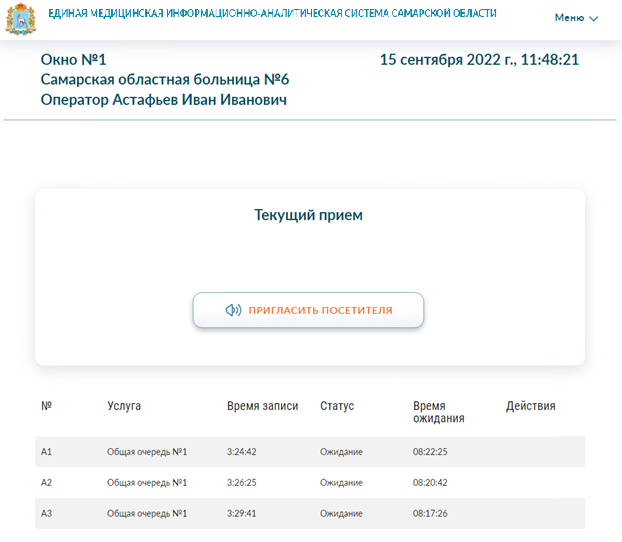 ЕДИНАЯ МЕДИЦИНСКАЯ ИНФОРМАЦИОННО-АНАЛИТИЧЕСКАЯ СИСТЕМА САМАРСКОЙ ОБЛАСТИ
Меню
Окно №1
15 сентября 2022 г., 11:48:21
Самарская областная больница №6
Оператор Астафьев Иван Иванович
Текущий прием
ПРИГЛАСИТЬ ПОСЕТИТЕЛЯ
№ Услуга Время записи Статус Время ожидания Действия
A1 Общая очередь №1 3:24:42 Ожидание 08:22:25
A2 Общая очередь №1 3:26:25 Ожидание 08:20:42
A3 Общая очередь №1 3:29:41 Ожидание 08:17:26